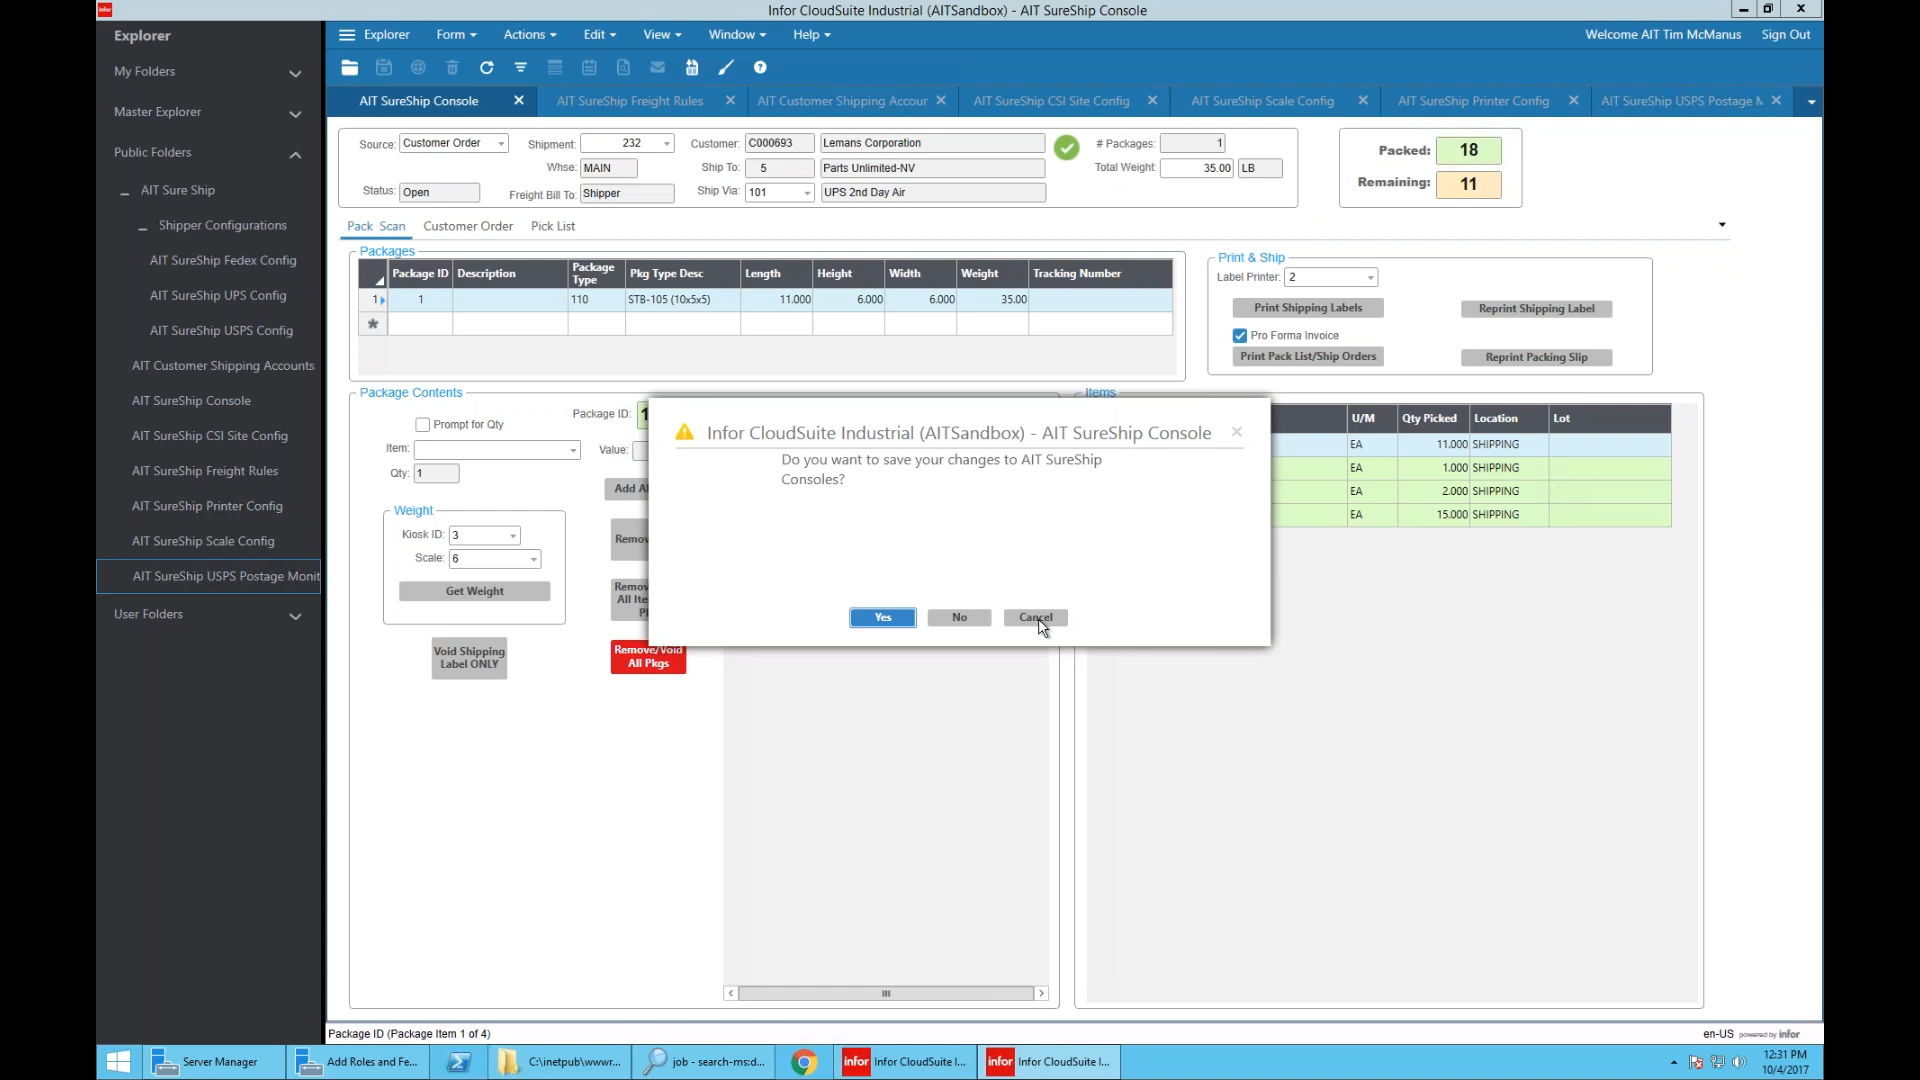 infor
Infor CloudSuite Industrial (AITSandbox) - AIT SureShip Console
Explorer
Explorer Form Actions Edit View Window Help
Welcome AIT Tim McManus Sign Out
My Folders
Master Explorer
Public Folders
AIT Sure Ship
Shipper Configurations
AIT SureShip Fedex Config
AIT SureShip UPS Config
AIT SureShip USPS Config
AIT Customer Shipping Accounts
AIT SureShip Console
AIT SureShip CSI Site Config
AIT SureShip Freight Rules
AIT SureShip Printer Config
AIT SureShip Scale Config
AIT SureShip USPS Postage Monit
User Folders
AIT SureShip Console AIT SureShip Freight Rules AIT Customer Shipping Accour AIT SureShip CSI Site Config AIT SureShip Scale Config AIT SureShip Printer Config AIT SureShip USPS Postage M
Source: Customer Order Shipment: 232 Customer: C000693 Lemans Corporation # Packages: 1
Whse: MAIN Ship To: 5 Parts Unlimited-NV Total Weight: 35.00 LB
Status: Open Freight Bill To: Shipper Ship Via: 101 UPS 2nd Day Air
Packed: 18
Remaining: 11
Pack Scan Customer Order Pick List
Packages
Package ID Description Package Type Pkg Type Desc Length Height Width Weight Tracking Number
1 1 110 STB-105 (10x5x5) 11.000 6.000 6.000 35.00
Print & Ship
Label Printer: 2
Print Shipping Labels Reprint Shipping Label
Pro Forma Invoice
Print Pack List/Ship Orders Reprint Packing Slip
Package Contents
Prompt for Qty Package ID: 1
Item: Value:
Qty: 1
Add Al
Weight
Kiosk ID: 3
Scale: 6
Get Weight
Remov
Remov
All Ite
Pk
Void Shipping
Label ONLY
Remove/Void
All Pkgs
Items
U/M Qty Picked Location Lot
EA 11.000 SHIPPING
EA 1.000 SHIPPING
EA 2.000 SHIPPING
EA 15.000 SHIPPING
Infor CloudSuite Industrial (AITSandbox) - AIT SureShip Console
Do you want to save your changes to AIT SureShip
Consoles?
Yes No Cancel
Package ID (Package Item 1 of 4)
en-US powered by infor
Server Manager Add Roles and Fe... C:\inetpub\wwwr... job - search-ms:d... infor Infor CloudSuite I... infor Infor CloudSuite I...
12:31 PM
10/4/2017